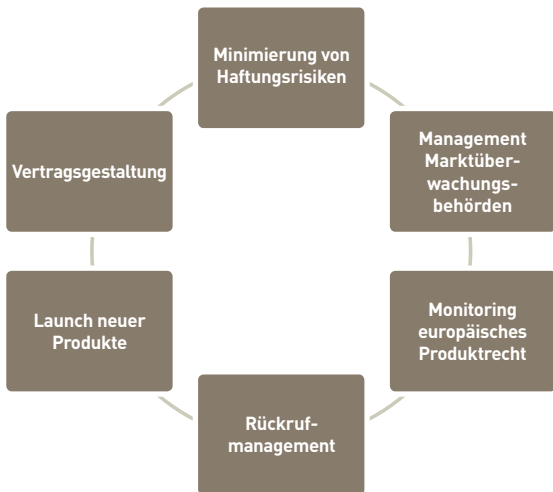 Minimierung von
Haftungsrisiken
Management
Marktüber-
wachungs-
behörden
Monitoring
europäisches
Produktrecht
Rückruf-
management
Launch neuer
Produkte
Vertragsgestaltung